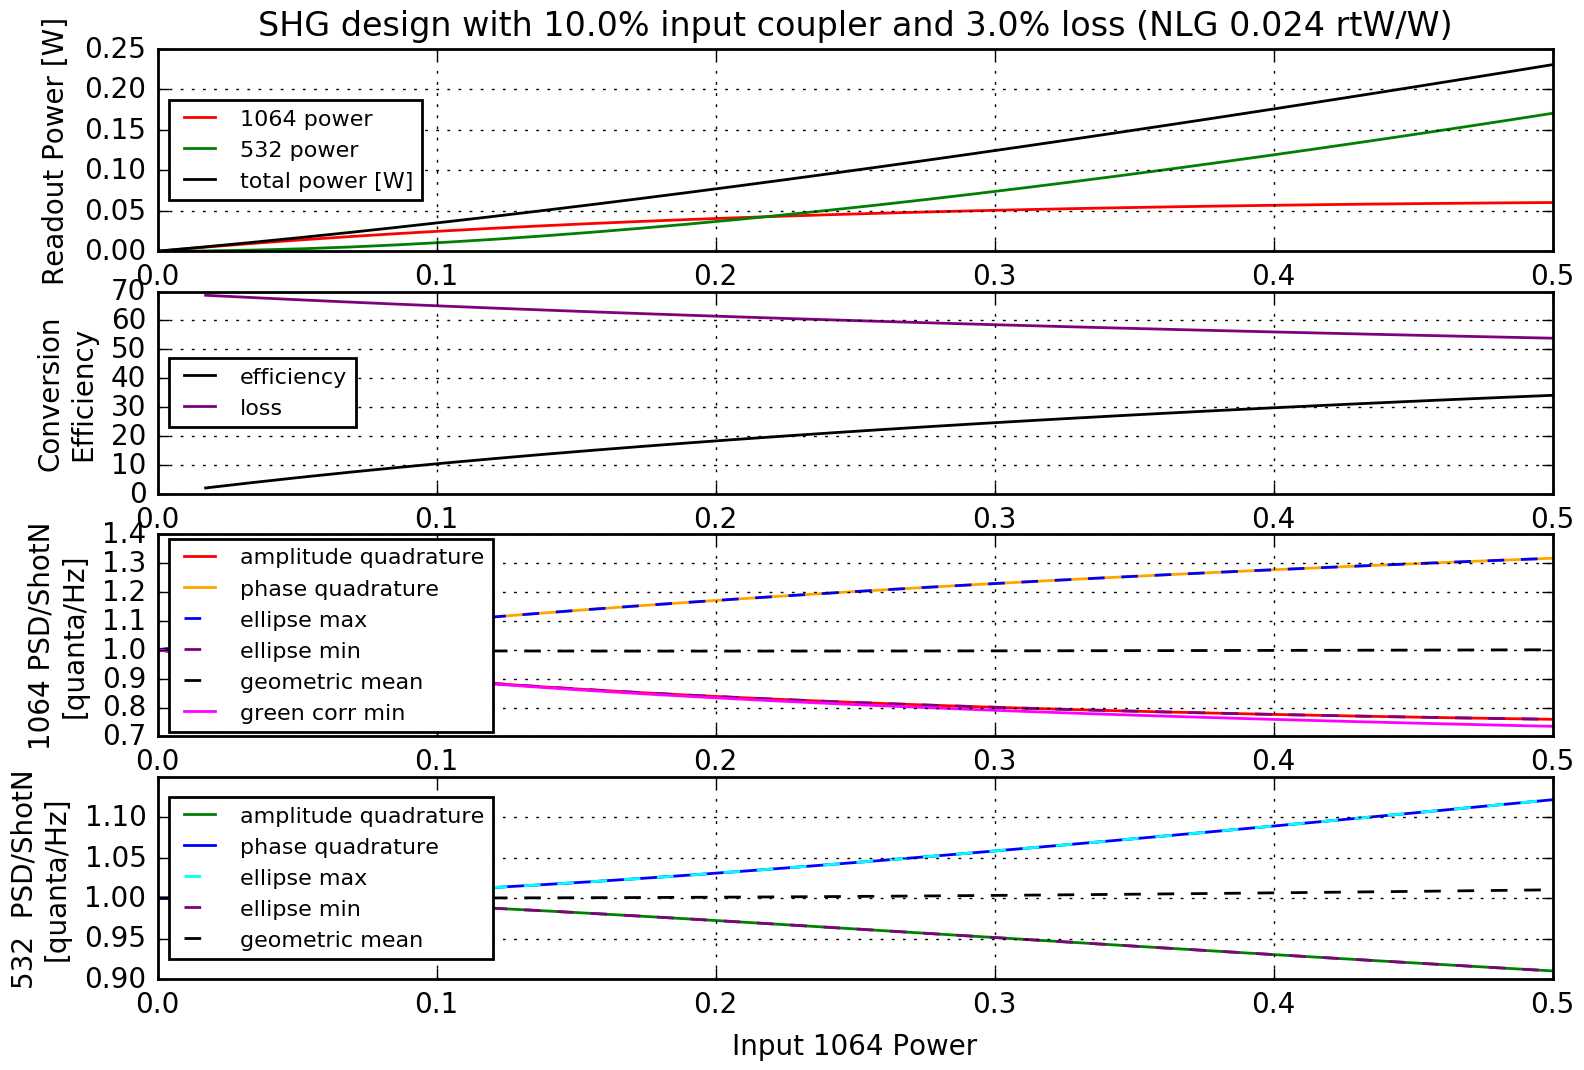 SHG design with 10.0% input coupler and 3.0% loss (NLG 0.024 rtW/W)
Readout Power [W]
0.25
0.20
0.15
0.10
0.05
0.00
1064 power
532 power
total power [W]
0.0 0.1 0.2 0.3 0.4 0.5
Conversion
Efficiency
70
60
50
40
30
20
10
0
efficiency
loss
0.0 0.1 0.2 0.3 0.4 0.5
1064 PSD/ShotN
[quanta/Hz]
1.4
1.3
1.2
1.1
1.0
0.9
0.8
0.7
amplitude quadrature
phase quadrature
ellipse max
ellipse min
geometric mean
green corr min
0.0 0.1 0.2 0.3 0.4 0.5
532 PSD/ShotN
[quanta/Hz]
1.10
1.05
1.00
0.95
0.90
amplitude quadrature
phase quadrature
ellipse max
ellipse min
geometric mean
0.0 0.1 0.2 0.3 0.4 0.5
Input 1064 Power